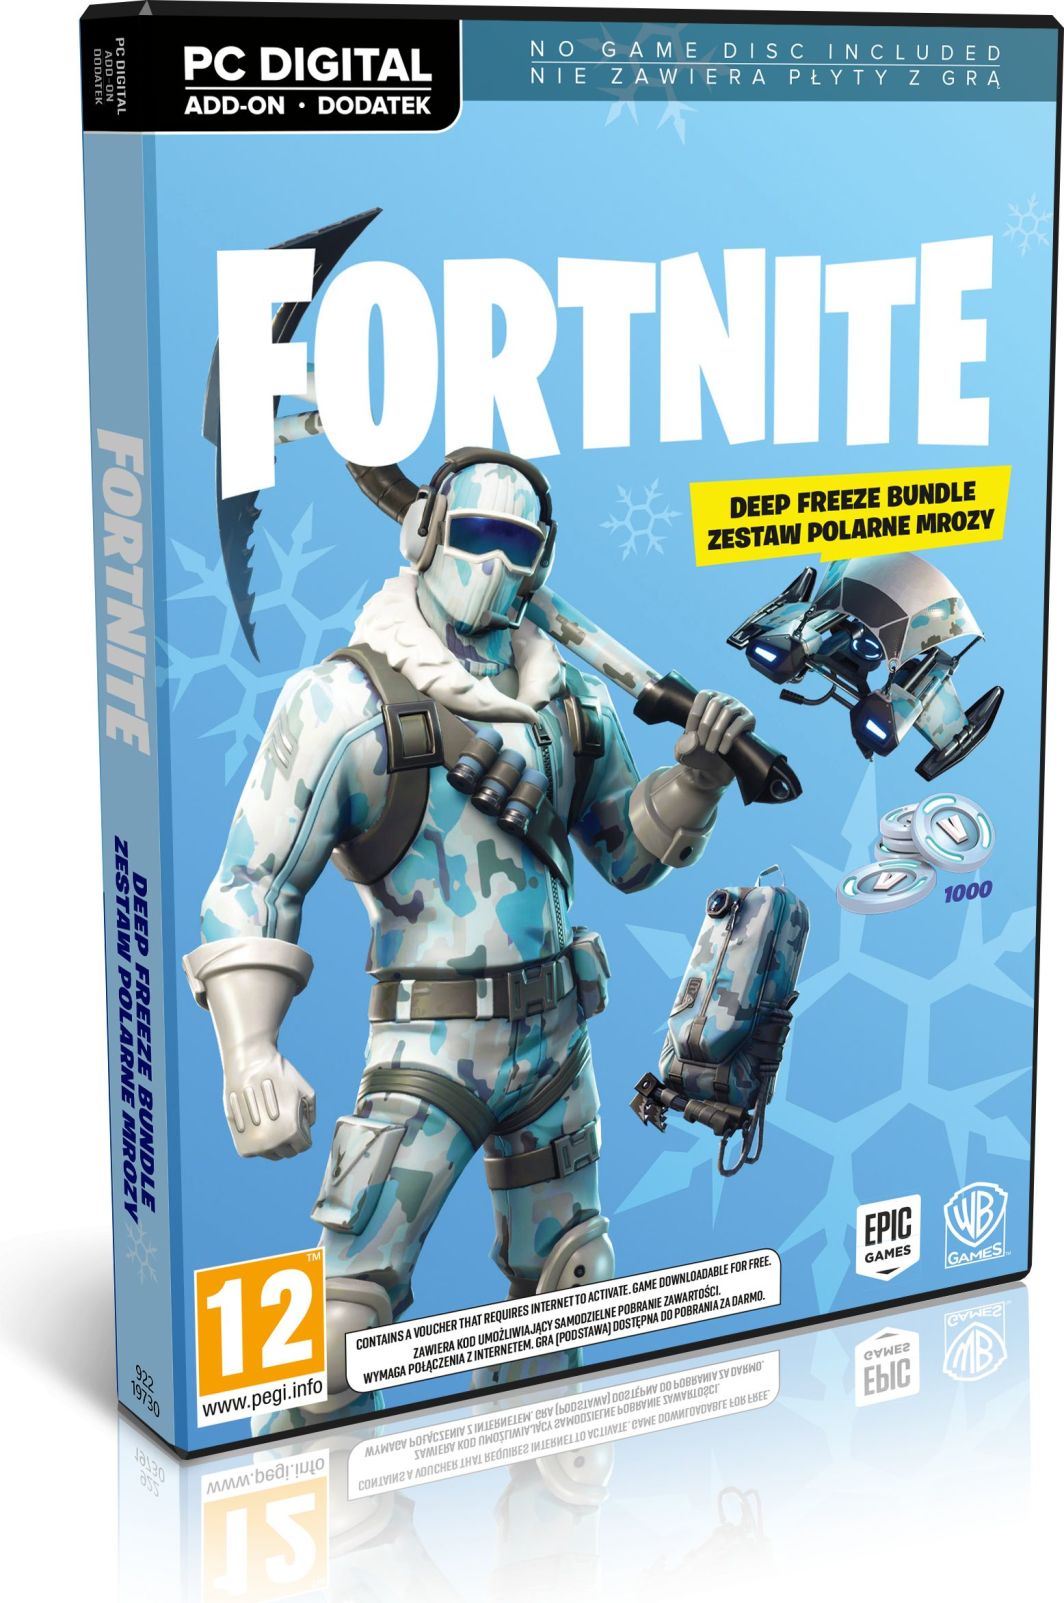 PC DIGITAL
ADD-ON • DODATEK
NO GAME DISC INCLUDED
NIE ZAWIERA PŁYTY Z GRĄ
PC DIGITAL
ADD-ON
DODATEK
FORTNITE
DEEP FREEZE BUNDLE
ZESTAW POLARNE MROZY
1000
FORTNITE
DEEP FREEZE BUNDLE
ZESTAW POLARNE MROZY
EPIC
GAMES
WB
GAMES™
12™
www.pegi.info
CONTAINS A VOUCHER THAT REQUIRES INTERNET TO ACTIVATE. GAME DOWNLOADABLE FOR FREE.
ZAWIERA KOD UMOŻLIWIAJĄCY SAMODZIELNE POBRANIE ZAWARTOŚCI.
WYMAGA POŁĄCZENIA Z INTERNETEM. GRA (PODSTAWA) DOSTĘPNA DO POBRANIA ZA DARMO.
922
19730